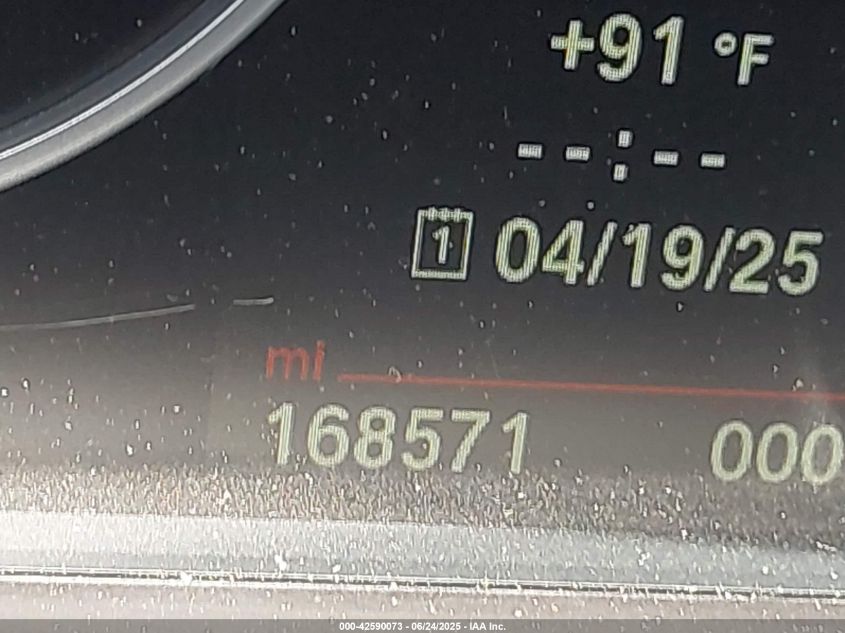 +91 °F
--:--
1 04/19/25
mi
168571 000
000-42590073 - 06/24/2025 - IAA Inc.